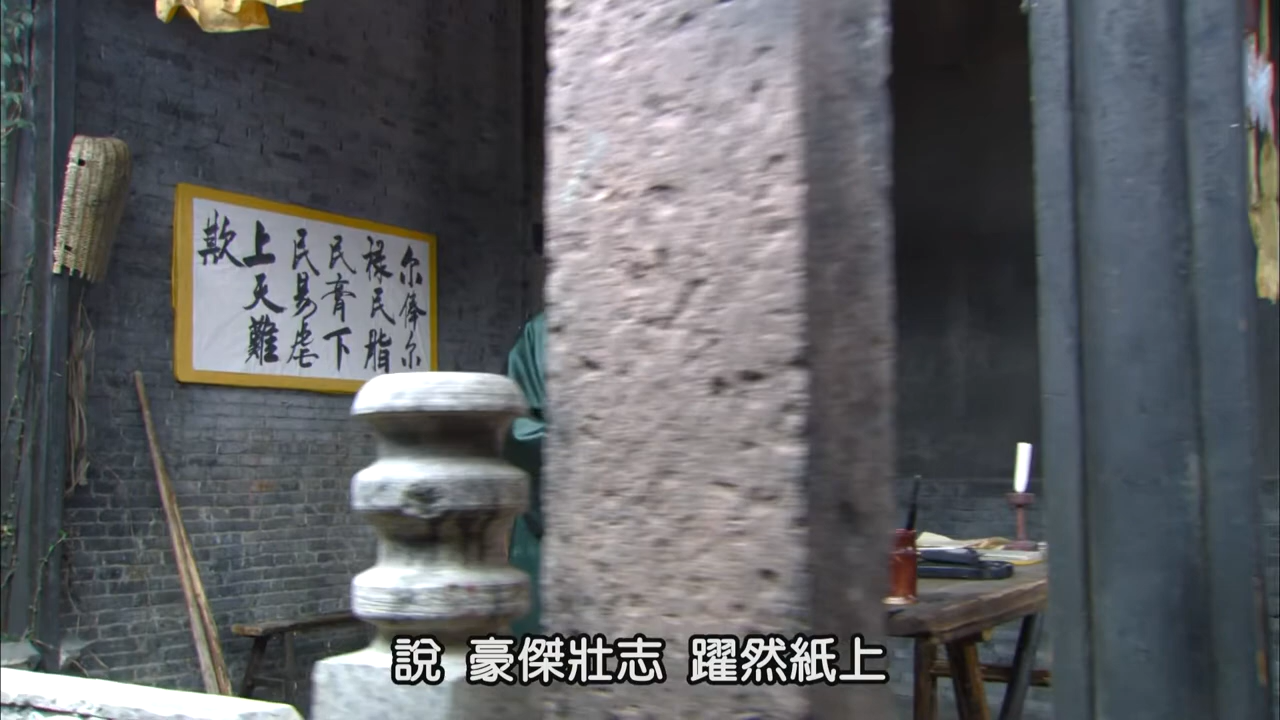 尔俸尔
禄民脂
民膏下
民易虐
上天難
欺
說 豪傑壯志 躍然紙上